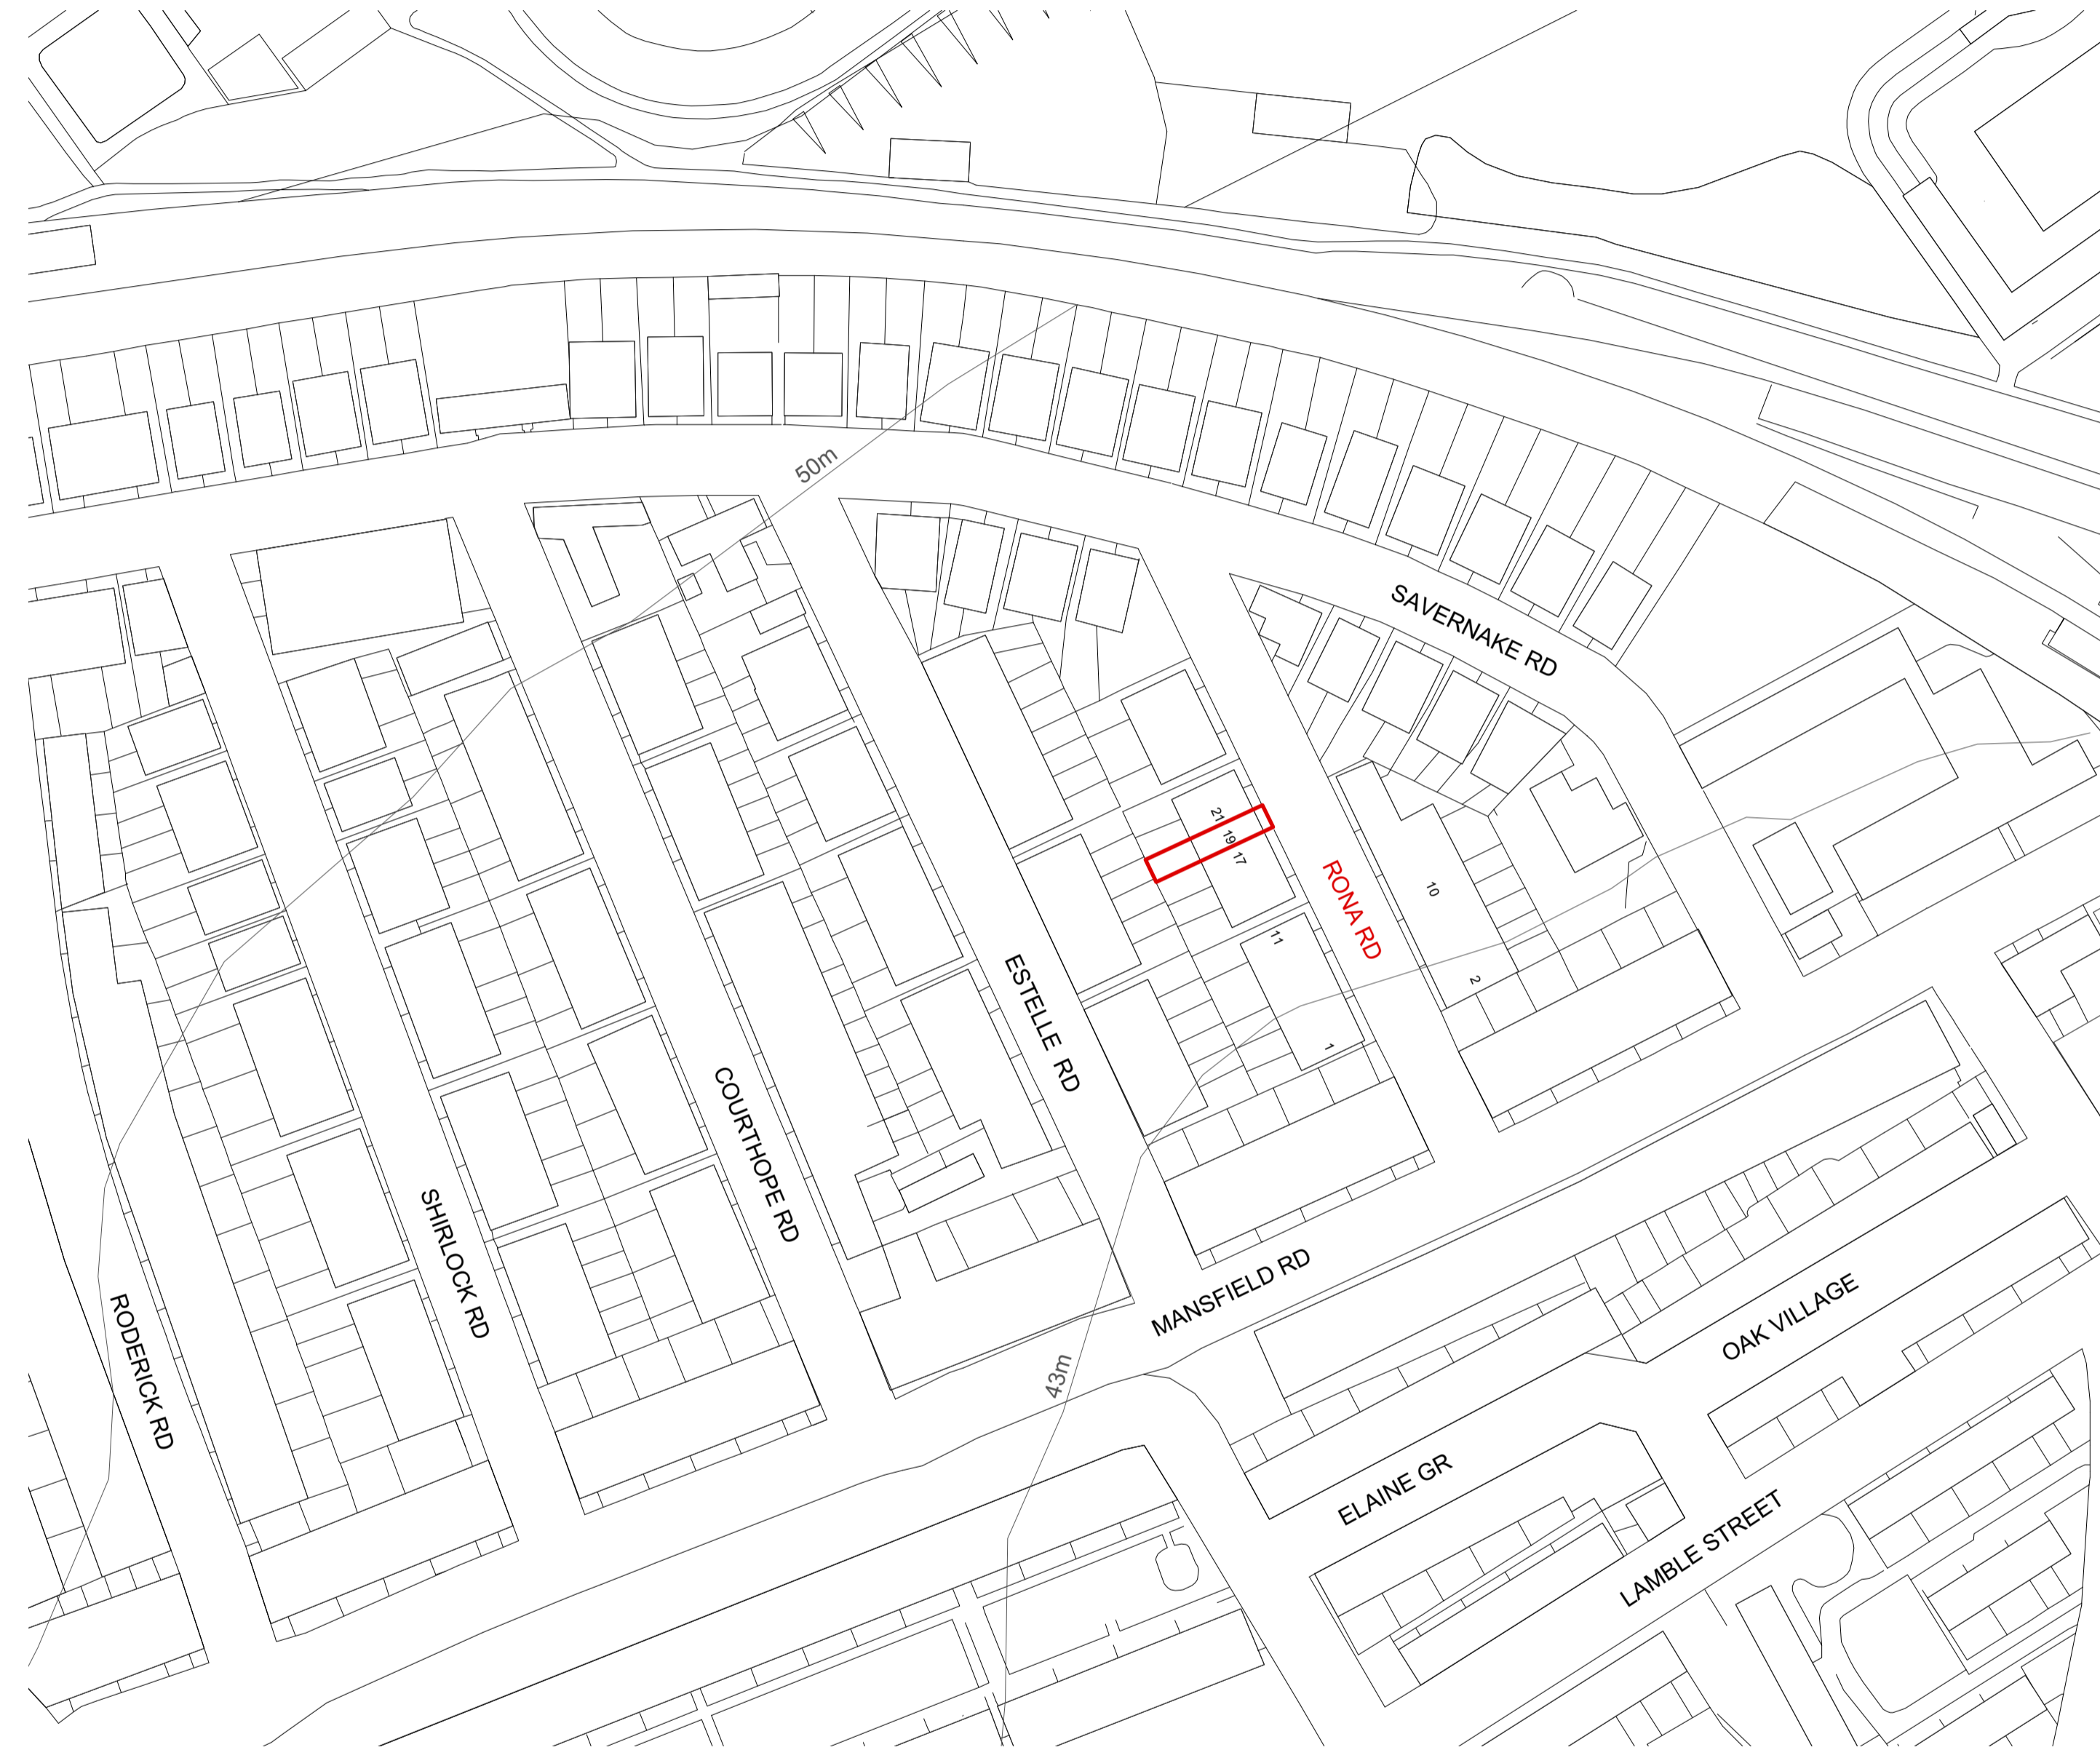 50m
SAVERNAKE RD
21
19
17
RONA RD
10
11
2
1
ESTELLE RD
COURTHOPE RD
SHIRLOCK RD
RODERICK RD
MANSFIELD RD
43m
OAK VILLAGE
ELAINE GR
LAMBLE STREET